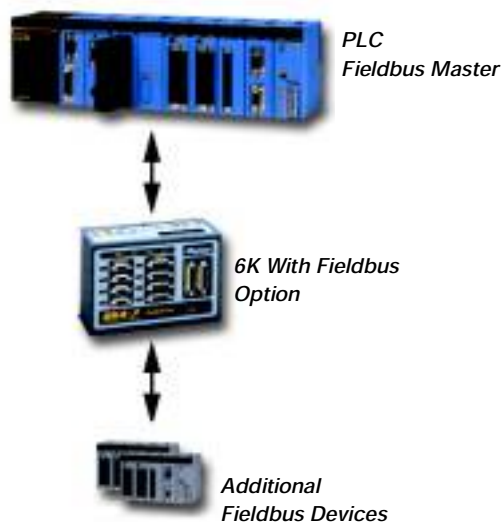 PLC
Fieldbus Master
6K With Fieldbus
Option
Additional
Fieldbus Devices